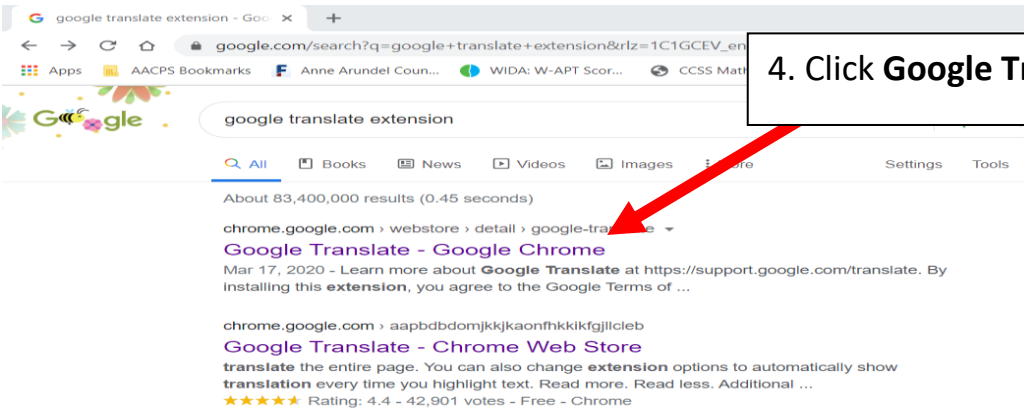 google translate extension - Goo
google.com/search?q=google+translate+extension&rlz=1C1GCEV_en
Apps AACPS Bookmarks Anne Arundel Coun... WIDA: W-APT Scor... CCSS Math
4. Click Google Tr
Google
google translate extension
All Books News Videos Images Settings Tools
About 83,400,000 results (0.45 seconds)
chrome.google.com › webstore › detail › google-
Google Translate - Google Chrome
Mar 17, 2020 - Learn more about Google Translate at https://support.google.com/translate. By
installing this extension, you agree to the Google Terms of ...
chrome.google.com › aapbdbdomjkkjkaonfhkkikfgjllcleb
Google Translate - Chrome Web Store
translate the entire page. You can also change extension options to automatically show
translation every time you highlight text. Read more. Read less. Additional ...
Rating: 4.4 - 42,901 votes - Free - Chrome